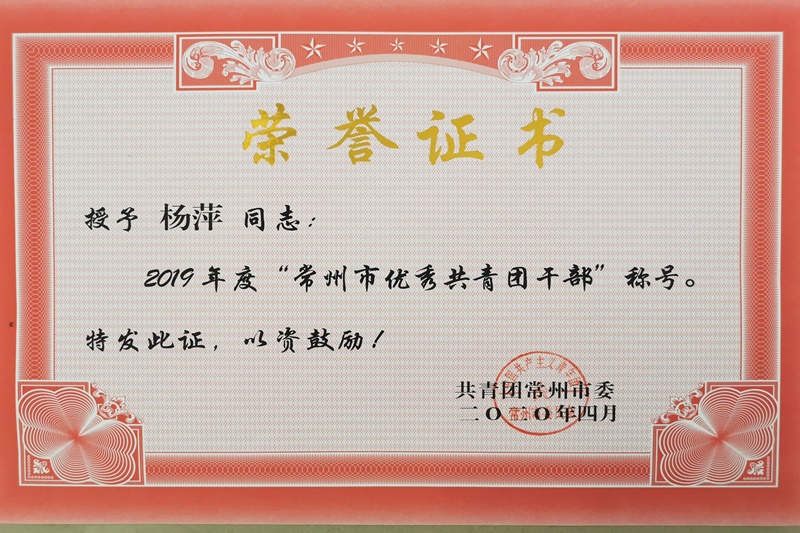 荣誉证书
授予 杨萍 同志：
2019年度“常州市优秀共青团干部”称号。
特发此证，以资鼓励！
共青团常州市委
二〇二〇年四月